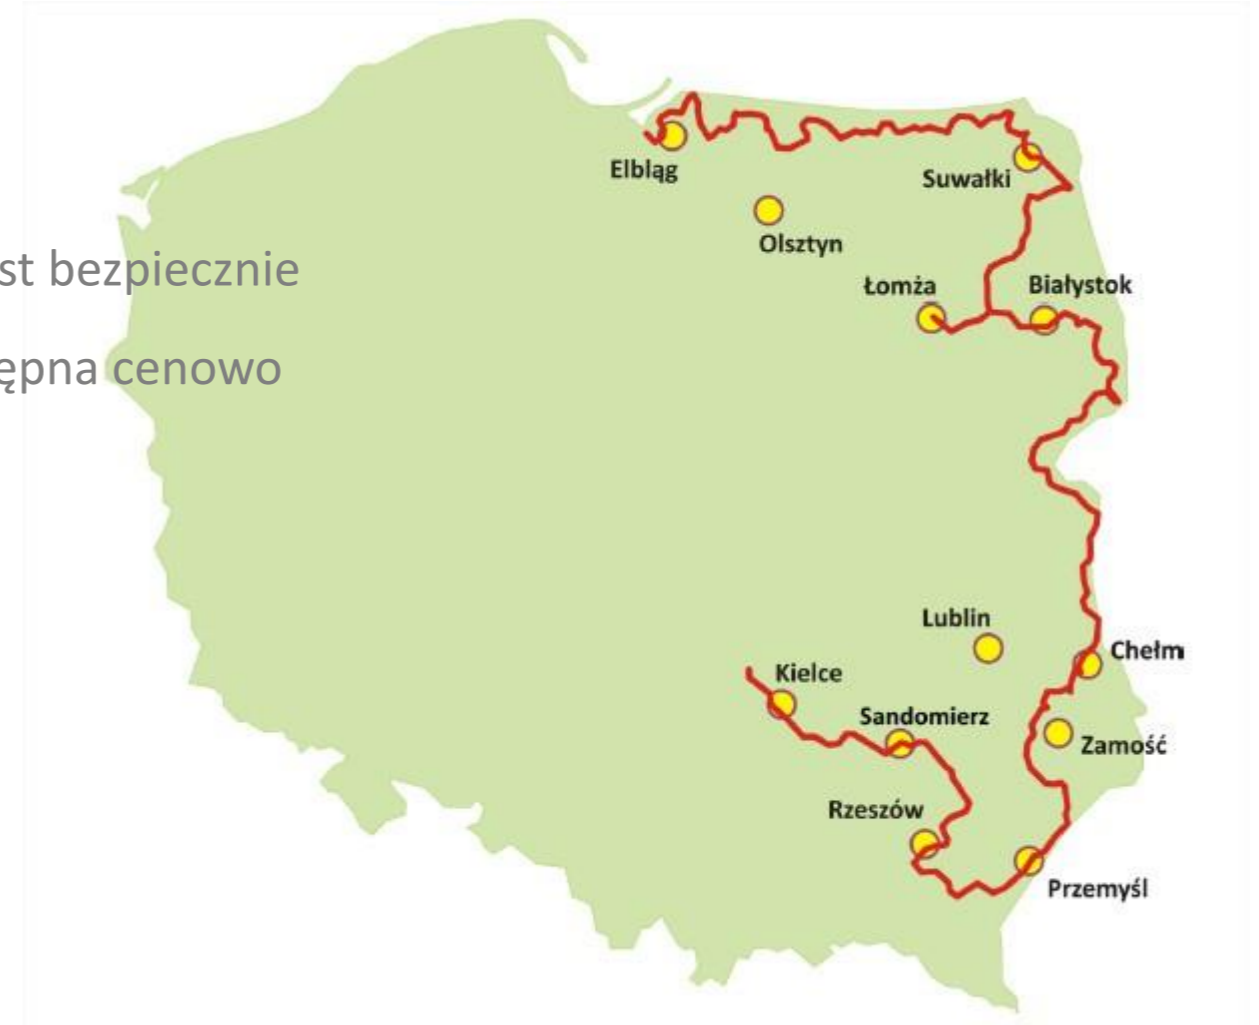 Elbląg
Suwałki
Olsztyn
st bezpiecznie
Łomża
Białystok
ępna cenowo
Lublin
Chełm
Kielce
Sandomierz
Zamość
Rzeszów
Przemyśl